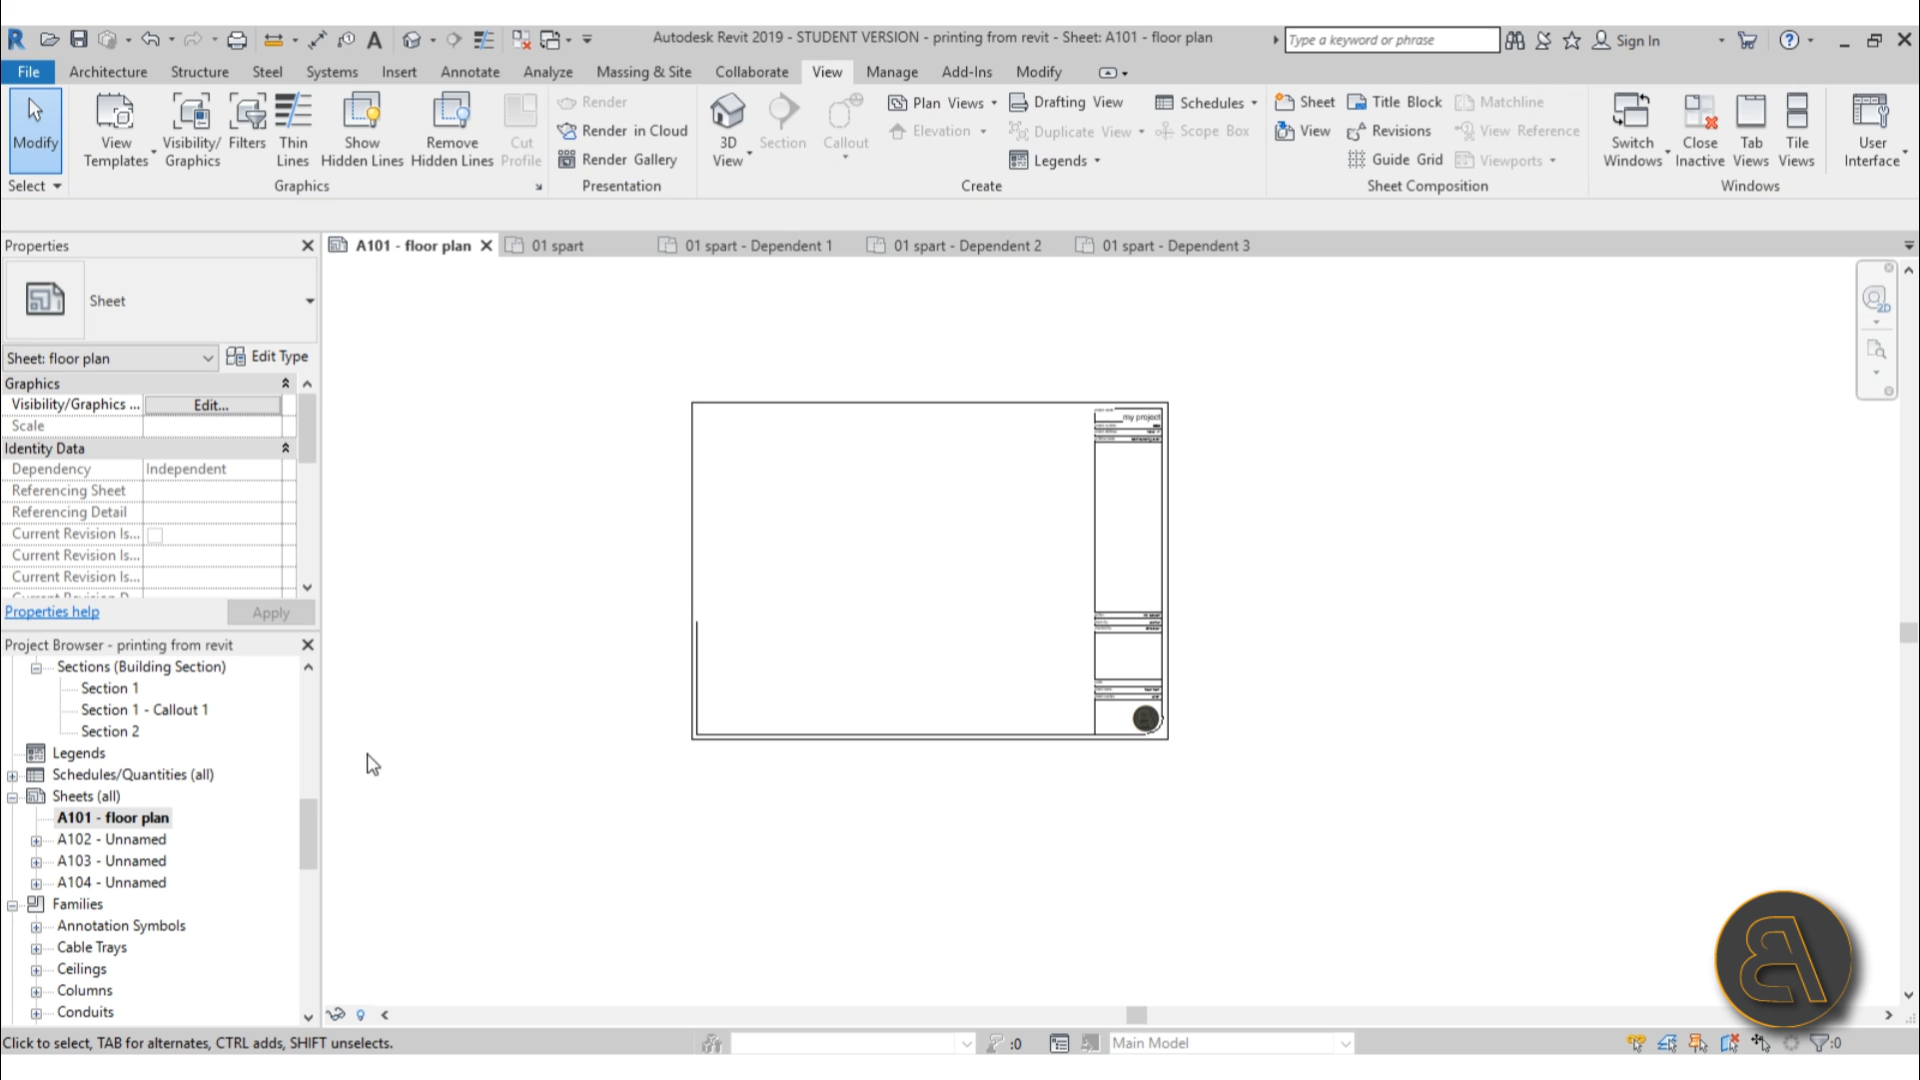 Autodesk Revit 2019 - STUDENT VERSION - printing from revit - Sheet: A101 - floor plan
Type a keyword or phrase
Sign In
File Architecture Structure Steel Systems Insert Annotate Analyze Massing & Site Collaborate View Manage Add-Ins Modify
Modify
View Templates
Visibility/ Graphics
Filters
Thin Lines
Show Hidden Lines
Remove Hidden Lines
Cut Profile
Render
Render in Cloud
Render Gallery
3D View
Section
Callout
Plan Views
Elevation
Drafting View
Duplicate View
Legends
Schedules
Scope Box
Sheet
View
Title Block
Revisions
Guide Grid
Matchline
View Reference
Viewports
Switch Windows
Close Inactive
Tab Views
Tile Views
User Interface
Select Graphics Presentation Create Sheet Composition Windows
Properties
A101 - floor plan
01 spart
01 spart - Dependent 1
01 spart - Dependent 2
01 spart - Dependent 3
Sheet
Sheet: floor plan
Edit Type
Graphics
Visibility/Graphics ... Edit...
Scale
Identity Data
Dependency Independent
Referencing Sheet
Referencing Detail
Current Revision Is...
Current Revision Is...
Current Revision Is...
Properties help
Apply
Project Browser - printing from revit
Sections (Building Section)
Section 1
Section 1 - Callout 1
Section 2
Legends
Schedules/Quantities (all)
Sheets (all)
A101 - floor plan
A102 - Unnamed
A103 - Unnamed
A104 - Unnamed
Families
Annotation Symbols
Cable Trays
Ceilings
Columns
Conduits
my project
2D
Click to select, TAB for alternates, CTRL adds, SHIFT unselects.
:0
Main Model
:0